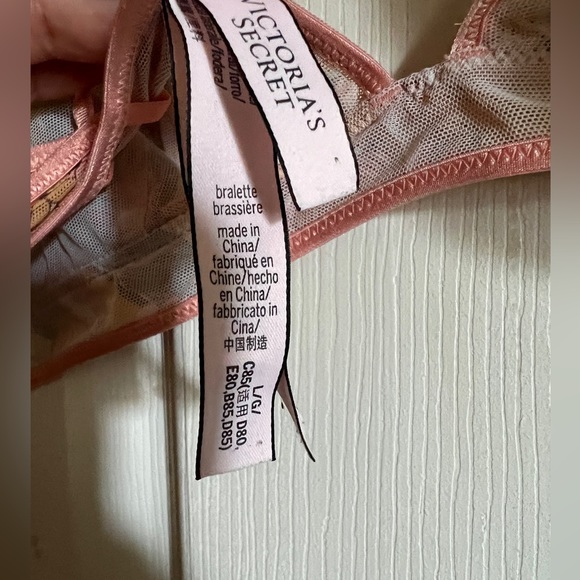 VICTORIA'S
SECRET
bralette
brassière
made in
China/
fabriqué en
Chine/hecho
en China/
fabbricato in
Cina/
中国制造
L/G/
C85(适用 D80,
E80,B85,D85)